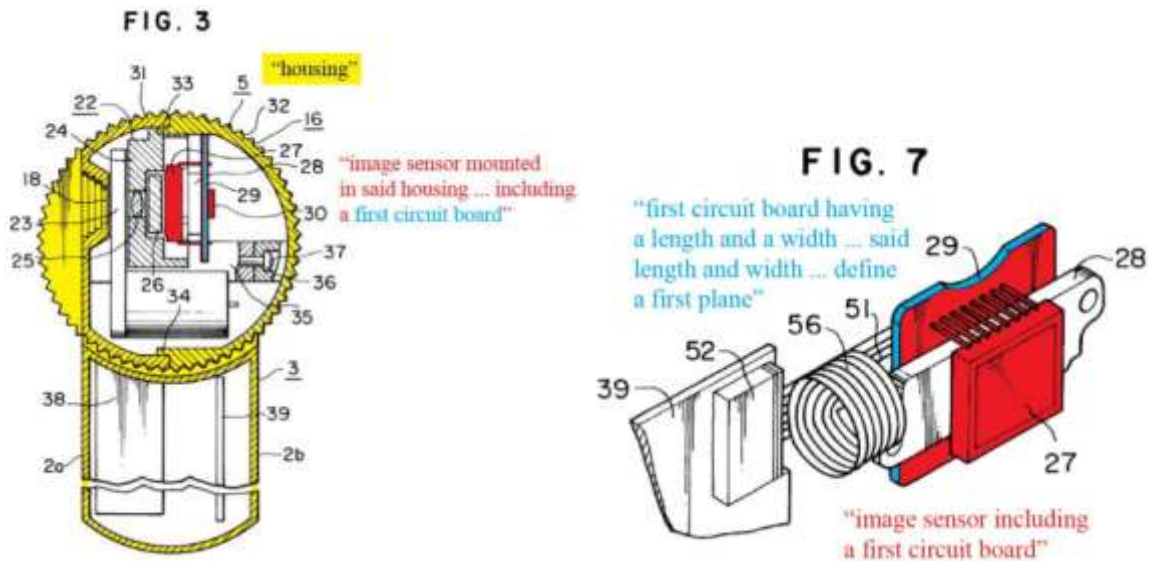 FIG. 3
"housing"
31
33
5
32
22
16
24
27
28
18
29
23
30
"image sensor mounted
in said housing ... including
a first circuit board"
25
26
37
36
34
35
3
38
39
2a
2b
FIG. 7
"first circuit board having
a length and a width ... said
length and width ... define
a first plane"
29
28
51
56
52
39
27
"image sensor including
a first circuit board"